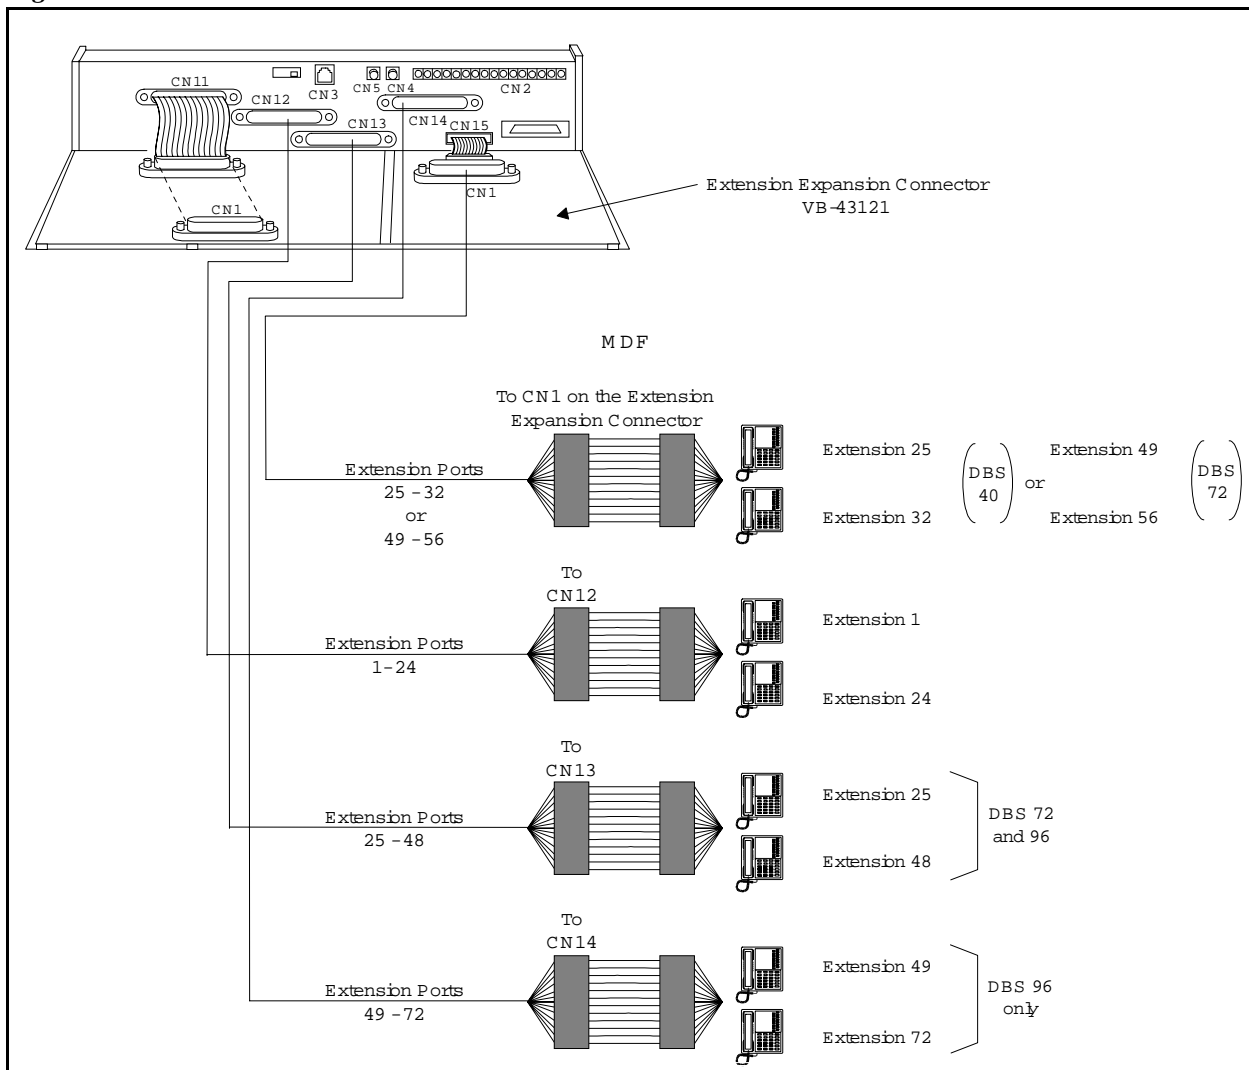 CN11
CN12
CN3
CN5
CN4
CN2
CN13
CN14
CN15
CN1
CN1
Extension Expansion Connector
VB-43121
MDF
To CN1 on the Extension
Expansion Connector
Extension Ports
25 - 32
or
49 - 56
Extension 25
Extension 32
DBS
40
or
Extension 49
Extension 56
DBS
72
To
CN12
Extension Ports
1-24
Extension 1
Extension 24
To
CN13
Extension Ports
25 - 48
Extension 25
Extension 48
DBS 72
and 96
To
CN14
Extension Ports
49 - 72
Extension 49
Extension 72
DBS 96
only